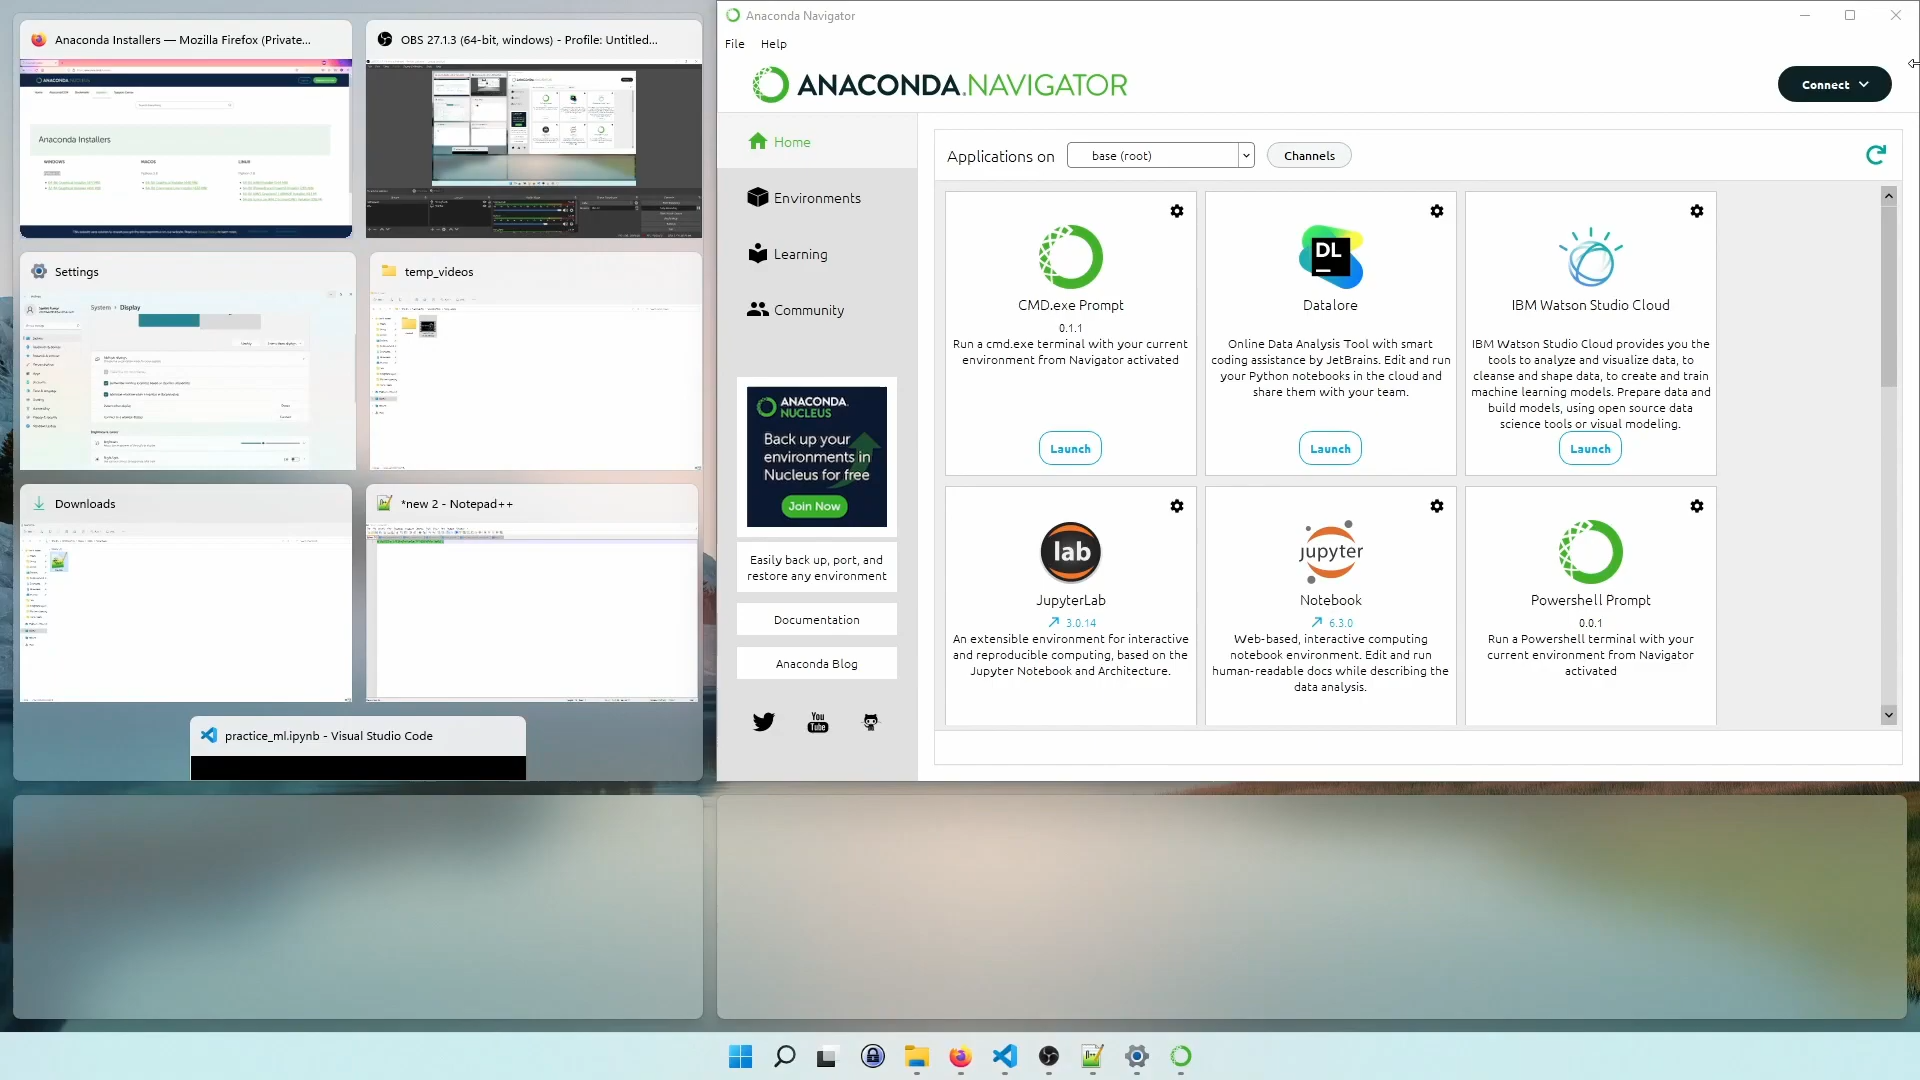 Anaconda Installers — Mozilla Firefox (Private...
OBS 27.1.3 (64-bit, windows) - Profile: Untitled...
Anaconda Installers
WINDOWS
MACOS
LINUX
Settings
System › Display
temp_videos
Downloads
*new 2 - Notepad++
practice_ml.ipynb - Visual Studio Code
Anaconda Navigator
File Help
ANACONDA.NAVIGATOR
Connect
Home
Environments
Learning
Community
ANACONDA.
NUCLEUS
Back up your
environments in
Nucleus for free
Join Now
Easily back up, port, and
restore any environment
Documentation
Anaconda Blog
You
Tube
Applications on base (root) Channels
CMD.exe Prompt
0.1.1
Run a cmd.exe terminal with your current
environment from Navigator activated
Launch
DL
Datalore
Online Data Analysis Tool with smart
coding assistance by JetBrains. Edit and run
your Python notebooks in the cloud and
share them with your team.
Launch
IBM Watson Studio Cloud
IBM Watson Studio Cloud provides you the
tools to analyze and visualize data, to
cleanse and shape data, to create and train
machine learning models. Prepare data and
build models, using open source data
science tools or visual modeling.
Launch
lab
JupyterLab
3.0.14
An extensible environment for interactive
and reproducible computing, based on the
Jupyter Notebook and Architecture.
jupyter
Notebook
6.3.0
Web-based, interactive computing
notebook environment. Edit and run
human-readable docs while describing the
data analysis.
Powershell Prompt
0.0.1
Run a Powershell terminal with your
current environment from Navigator
activated